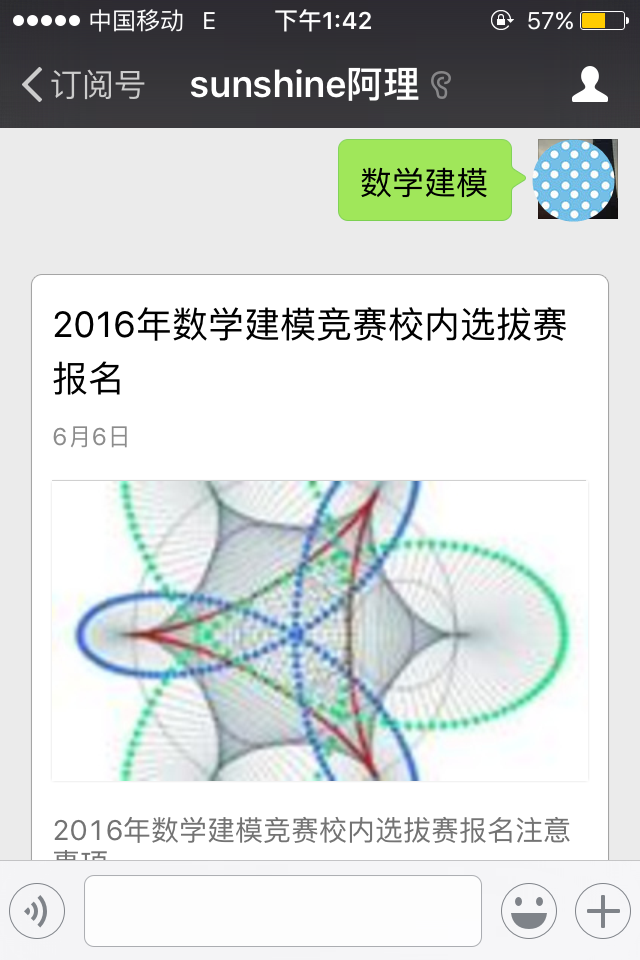 中国移动 E 下午1:42 57%
订阅号 sunshine阿理
数学建模
2016年数学建模竞赛校内选拔赛
报名
6月6日
2016年数学建模竞赛校内选拔赛报名注意
事项